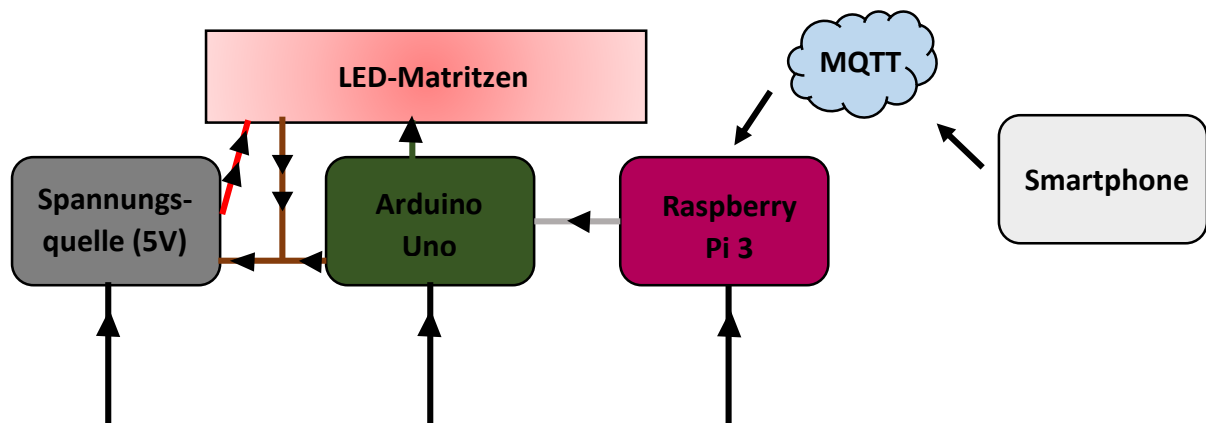 LED-Matritzen
MQTT
Smartphone
Spannungs-
quelle (5V)
Arduino
Uno
Raspberry
Pi 3